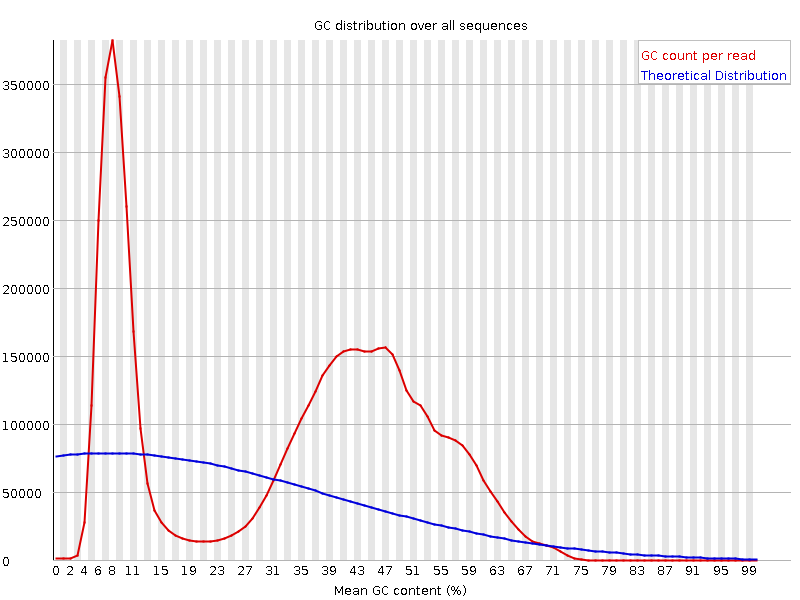 GC distribution over all sequences
GC count per read
Theoretical Distribution
350000
300000
250000
200000
150000
100000
50000
0
0 2 4 6 8 11 15 19 23 27 31 35 39 43 47 51 55 59 63 67 71 75 79 83 87 91 95 99
Mean GC content (%)